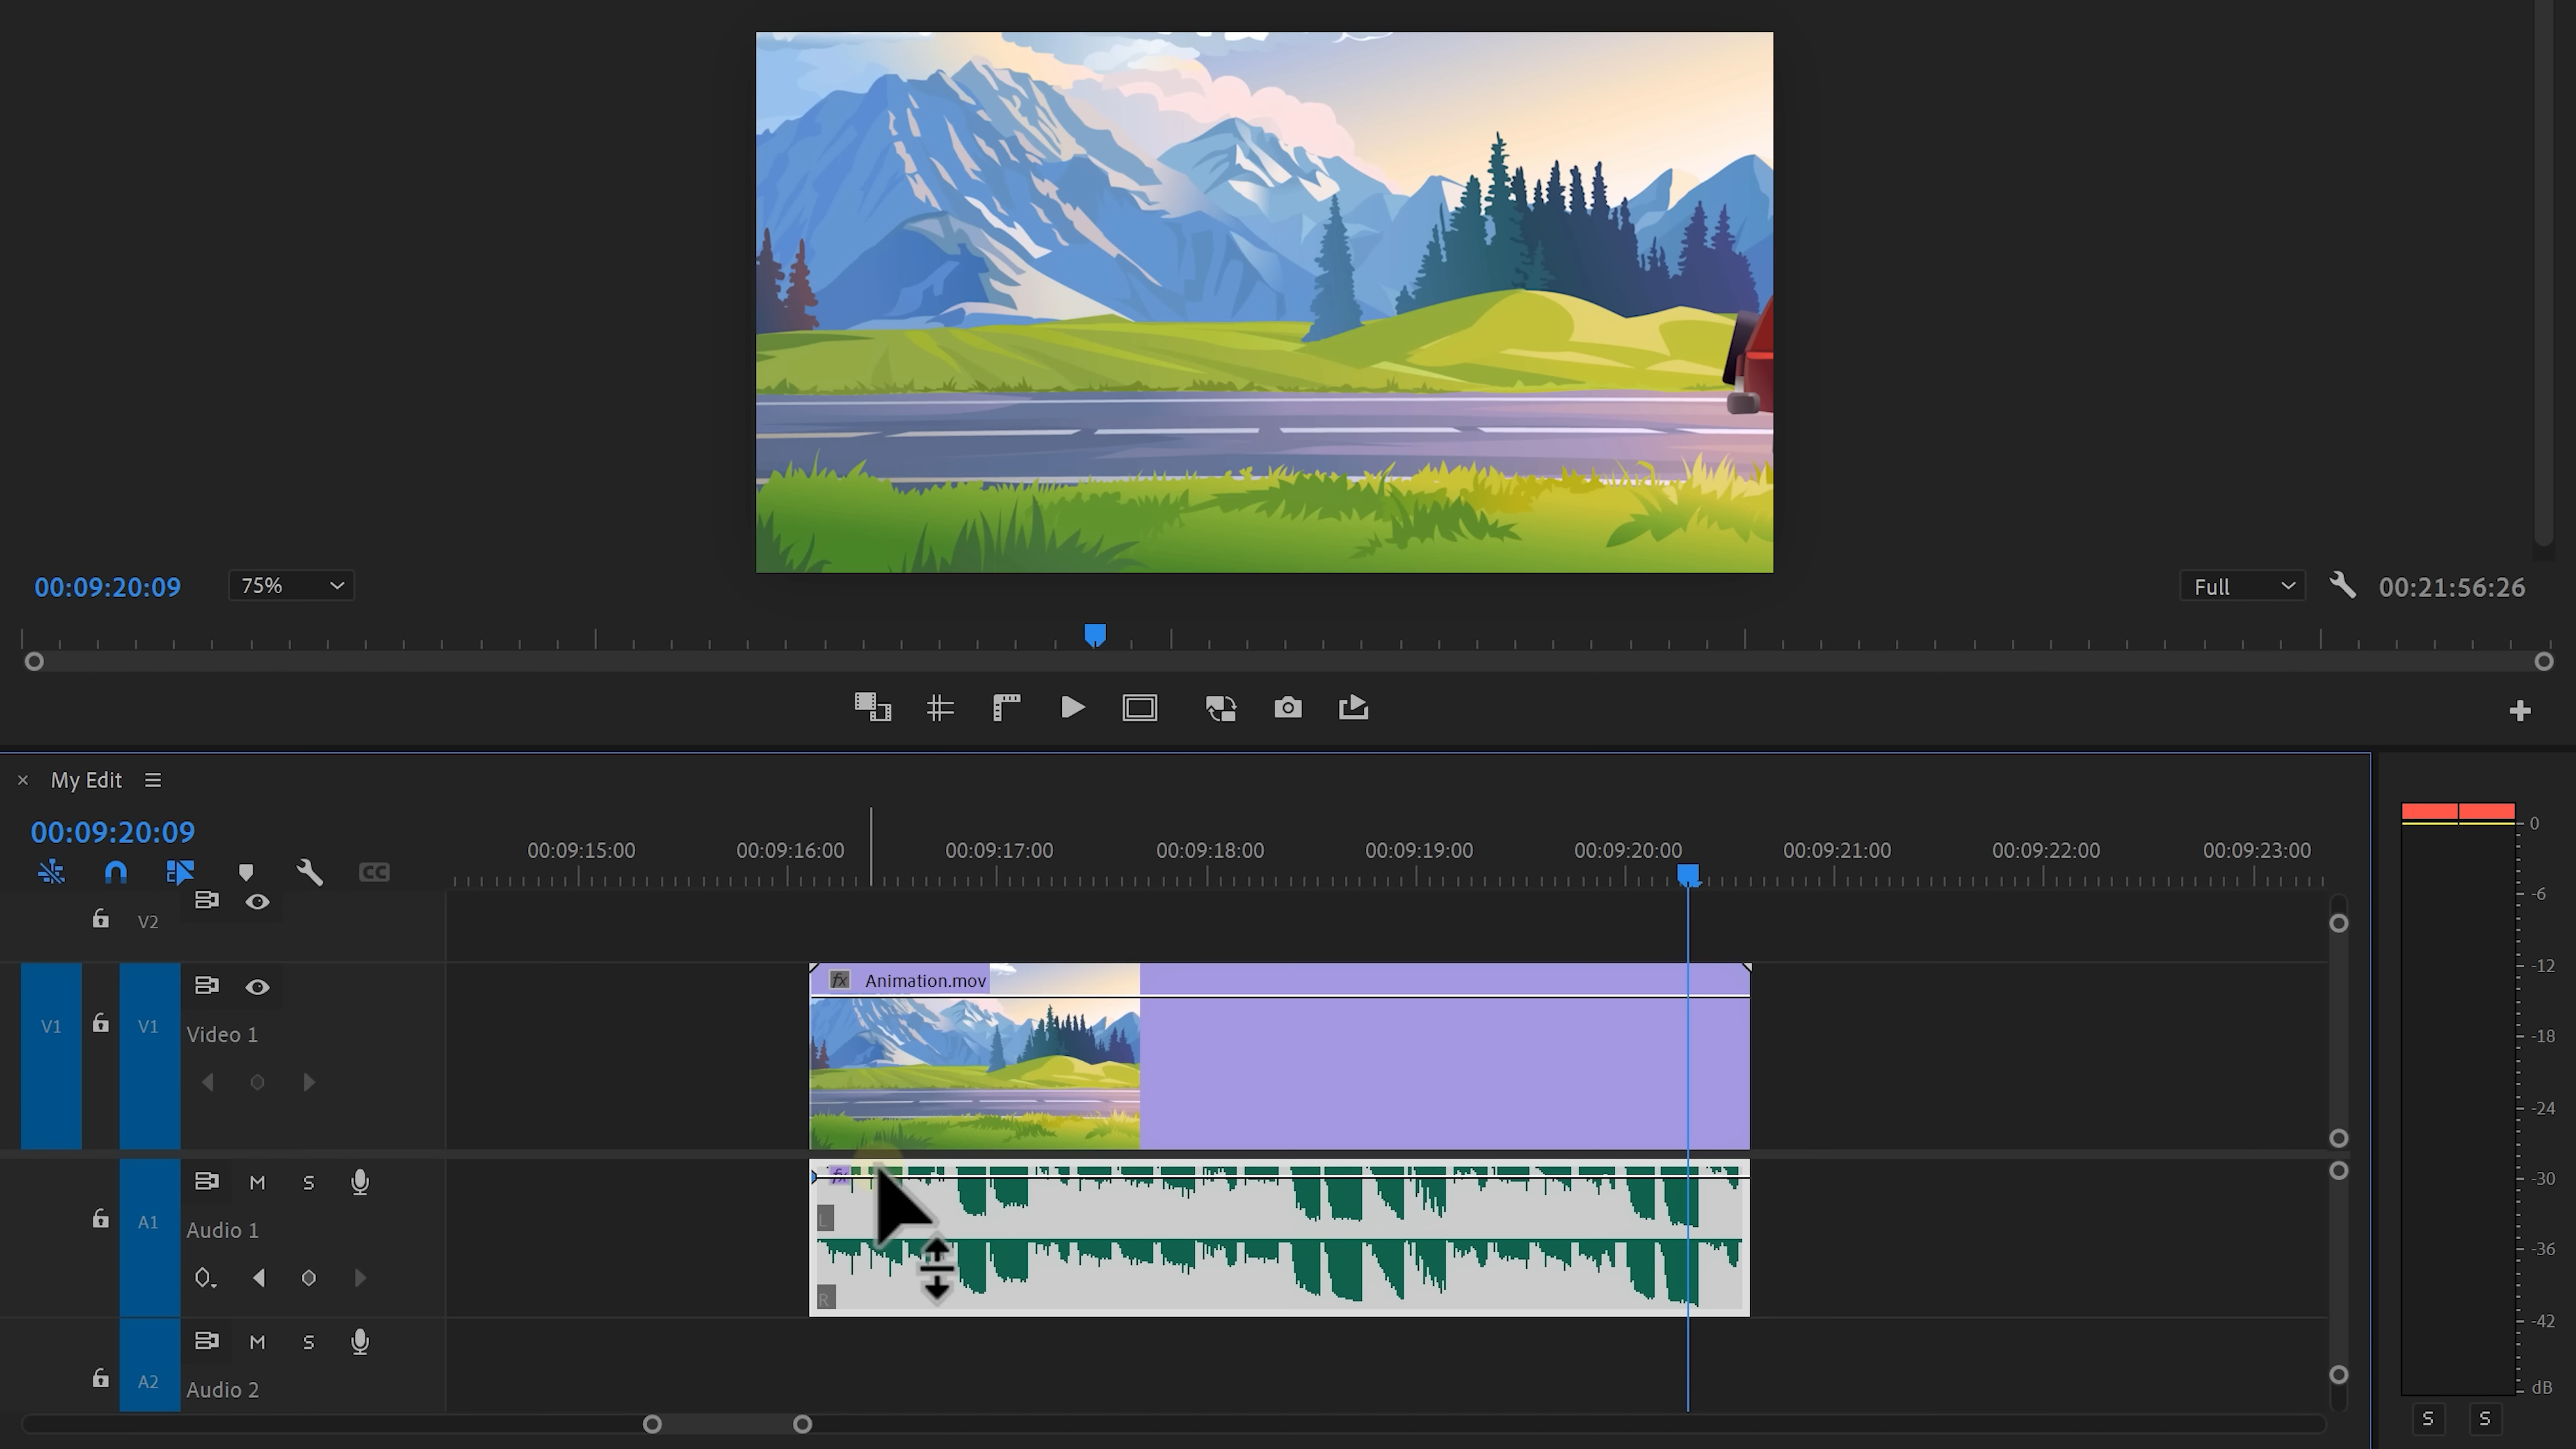 00:09:20:09 75% Full 00:21:56:26
× My Edit
00:09:20:09
00:09:15:00 00:09:16:00 00:09:17:00 00:09:18:00 00:09:19:00 00:09:20:00 00:09:21:00 00:09:22:00 00:09:23:00
CC
V2
fx Animation.mov
V1 V1 Video 1
M S fx
A1 Audio 1 L
R
M S
A2 Audio 2
0
-6
-12
-18
-24
-30
-36
-42
dB
S S